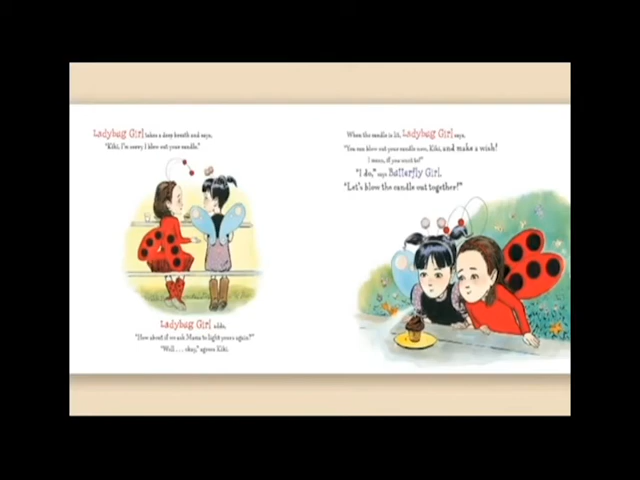 Ladybug Girl takes a deep breath and says,
"Kiki, I'm sorry I blew out your candle."
Ladybug Girl adds,
"How about if we ask Mama to light yours again?"
"Well . . . okay," agrees Kiki.
When the candle is lit, Ladybug Girl says,
"You can blow out your candle now, Kiki, and make a wish!
I mean, if you want to!"
"I do," says Butterfly Girl.
"Let's blow the candle out together!"